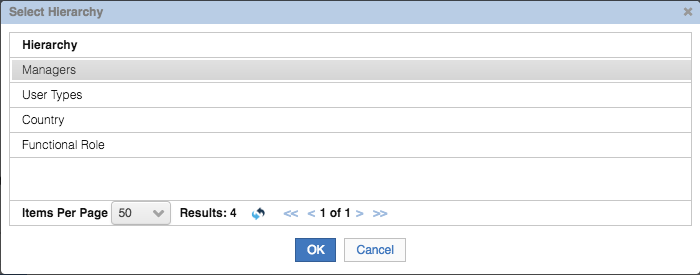 Select Hierarchy ×
Hierarchy
Managers
User Types
Country
Functional Role
Items Per Page 50 Results: 4 << < 1 of 1 > >>
OK Cancel